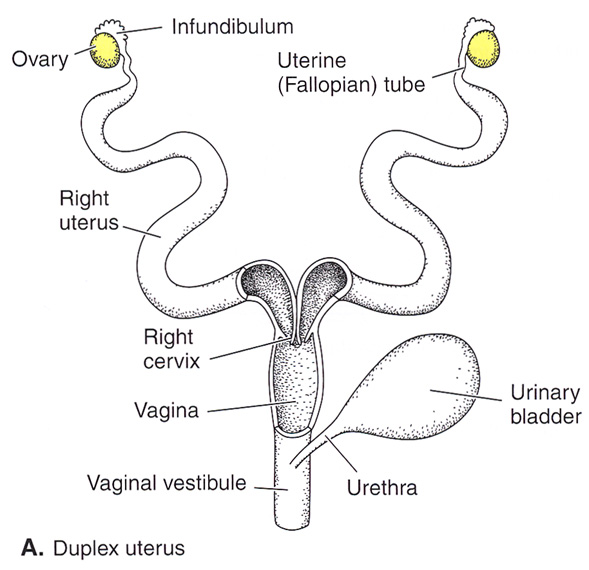 Infundibulum
Ovary
Uterine
(Fallopian) tube
Right
uterus
Right
cervix
Vagina
Urinary
bladder
Vaginal vestibule
Urethra
A. Duplex uterus